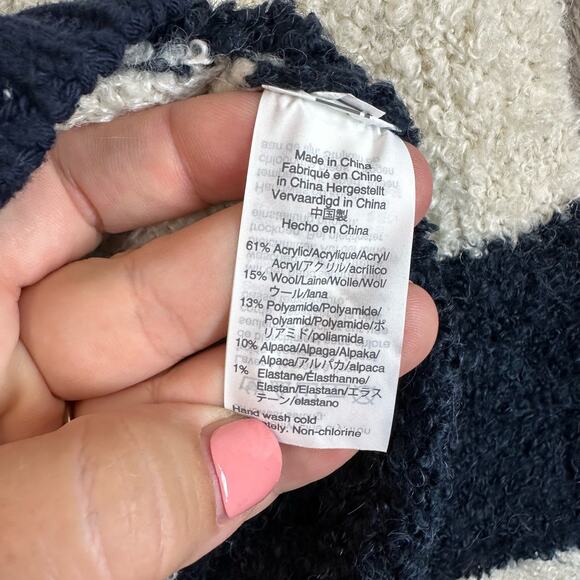 Made in China
Fabriqué en Chine
in China Hergestellt
Vervaardigd in China
中国製
Hecho en China
61% Acrylic/Acrylique/Acryl/
Acryl/アクリル/acrílico
15% Wool/Laine/Wolle/Wol/
ウール/lana
13% Polyamide/Polyamide/
Polyamid/Polyamide/ポ
リアミド/poliamida
10% Alpaca/Alpaga/Alpaka/
Alpaca/アルパカ/alpaca
1% Elastane/Élasthanne/
Elastan/Elastaan/エラス
テーン/elastano
Hand wash cold
Non-chlorine